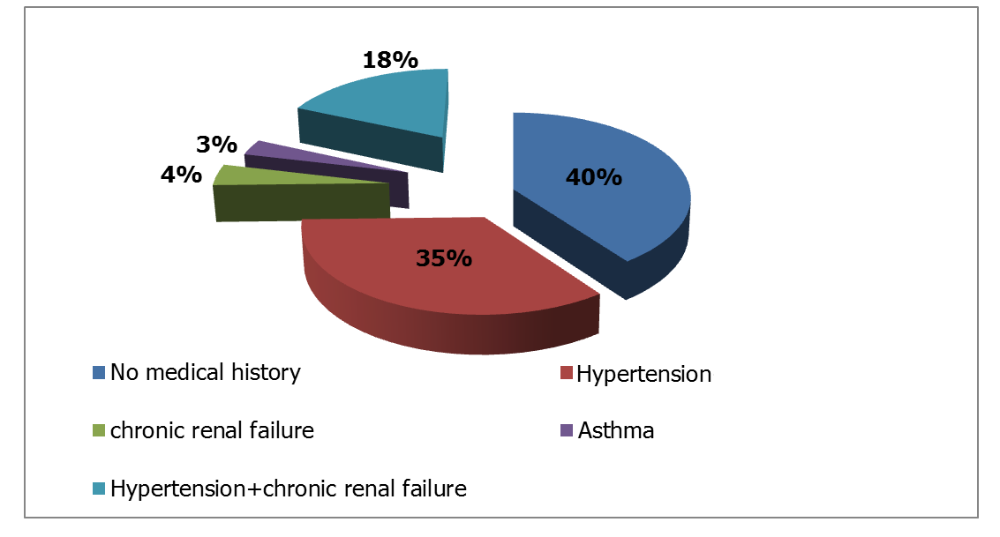 18%
3%
4%
40%
35%
No medical history
Hypertension
chronic renal failure
Asthma
Hypertension+chronic renal failure